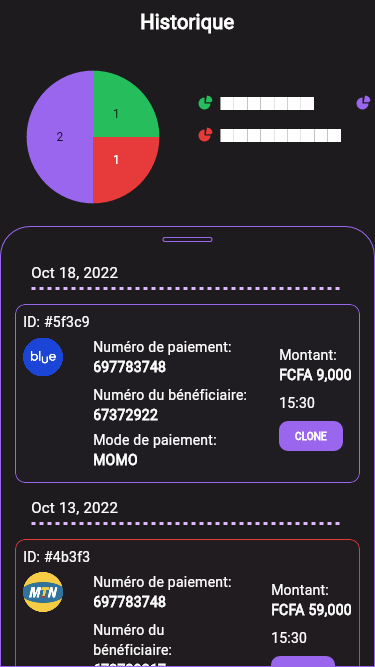 Historique
1
2
1
Oct 18, 2022
ID: #5f3c9
blue
Numéro de paiement:
697783748
Montant:
FCFA 9,000
Numéro du bénéficiaire:
67372922
15:30
Mode de paiement:
MOMO
CLONE
Oct 13, 2022
ID: #4b3f3
MTN
Numéro de paiement:
697783748
Montant:
FCFA 59,000
Numéro du
bénéficiaire:
15:30